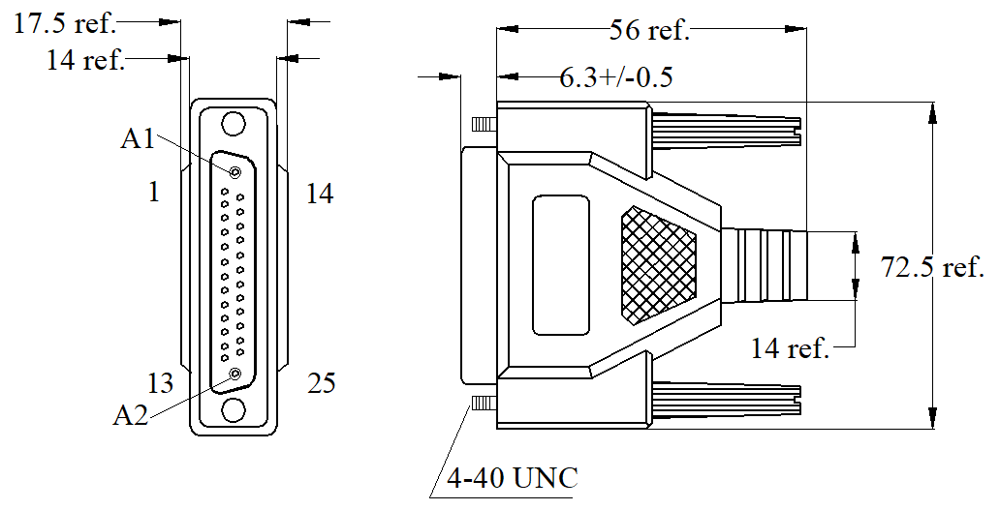 17.5 ref.
14 ref.
56 ref.
6.3+/-0.5
A1
1
14
72.5 ref.
14 ref.
13
25
A2
4-40 UNC